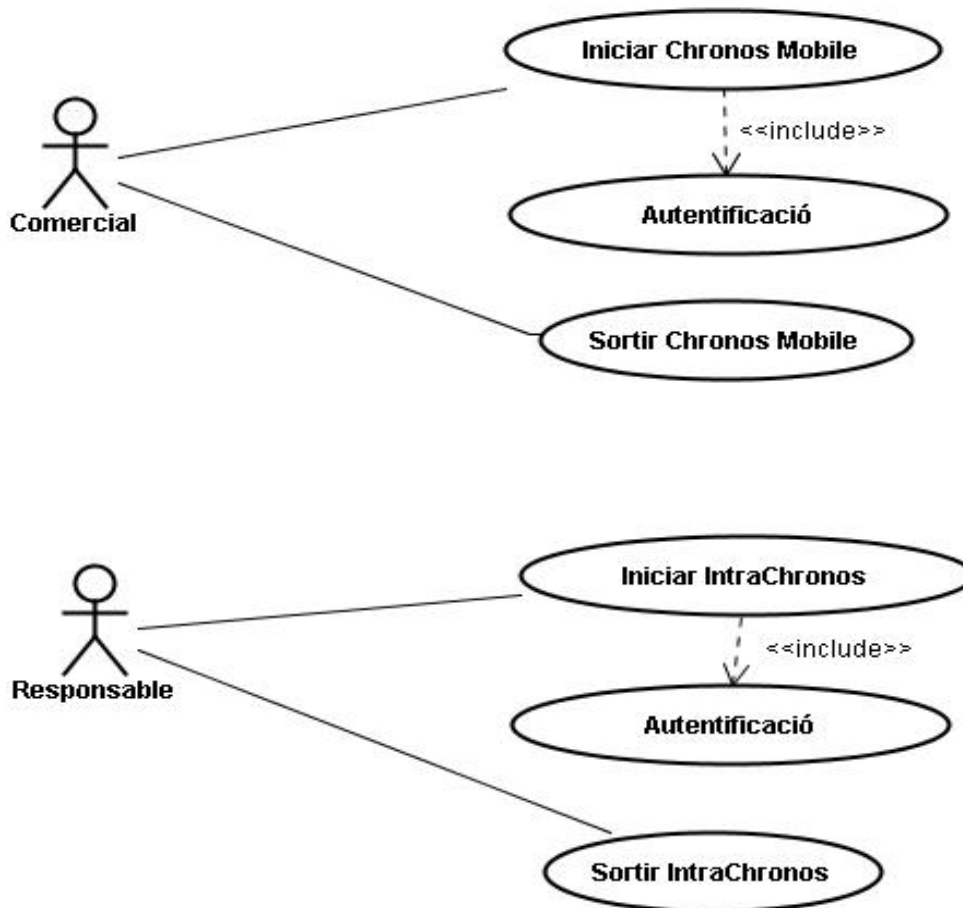 Iniciar Chronos Mobile
<<include>>
Comercial
Autentificació
Sortir Chronos Mobile
Iniciar IntraChronos
<<include>>
Responsable
Autentificació
Sortir IntraChronos